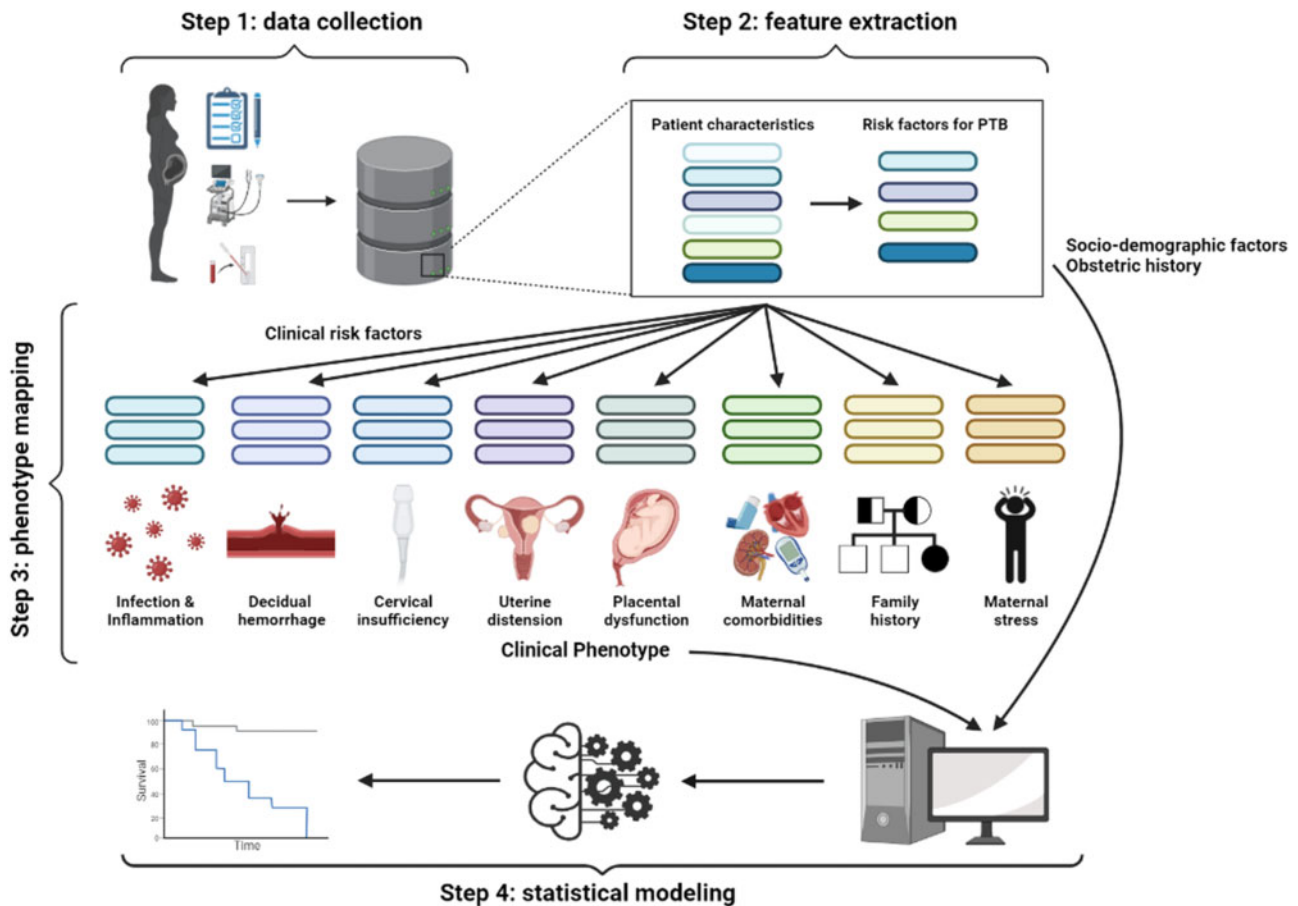 Step 1: data collection
Step 2: feature extraction
Patient characteristics
Risk factors for PTB
Socio-demographic factors
Obstetric history
Step 3: phenotype mapping
Clinical risk factors
Infection &
Inflammation
Decidual
hemorrhage
Cervical
insufficiency
Uterine
distension
Placental
dysfunction
Maternal
comorbidities
Family
history
Maternal
stress
Clinical Phenotype
Survival
100
80
60
40
20
0
Time
Step 4: statistical modeling